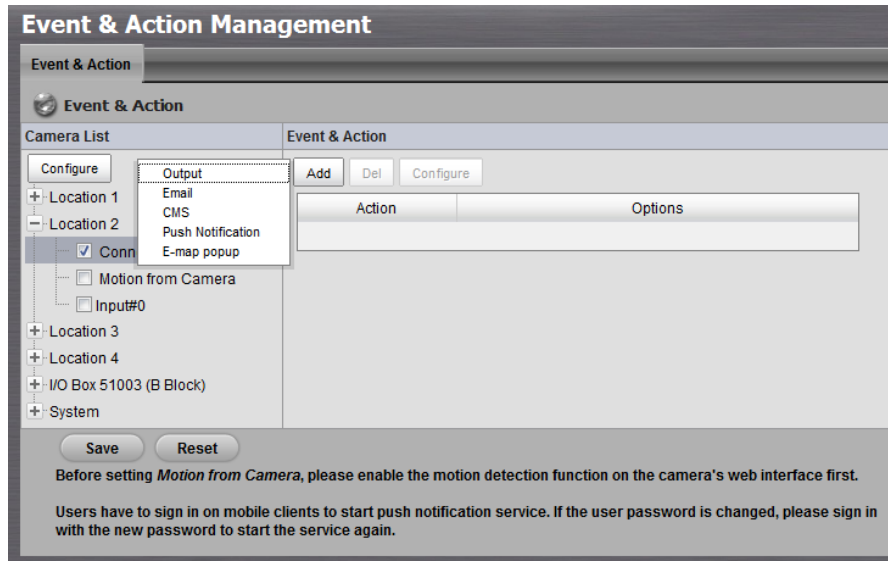 Event & Action Management
Event & Action
Event & Action
Camera List
Event & Action
Configure
Output
Email
CMS
Push Notification
E-map popup
Add Del Configure
Action Options
Location 1
Location 2
Conn
Motion from Camera
Input#0
Location 3
Location 4
I/O Box 51003 (B Block)
System
Save Reset
Before setting Motion from Camera, please enable the motion detection function on the camera's web interface first.
Users have to sign in on mobile clients to start push notification service. If the user password is changed, please sign in
with the new password to start the service again.